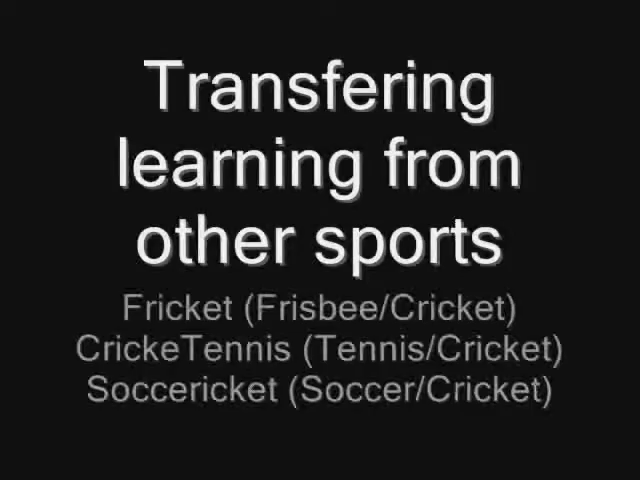 Transfering
learning from
other sports
Fricket (Frisbee/Cricket)
CrickeTennis (Tennis/Cricket)
Soccericket (Soccer/Cricket)